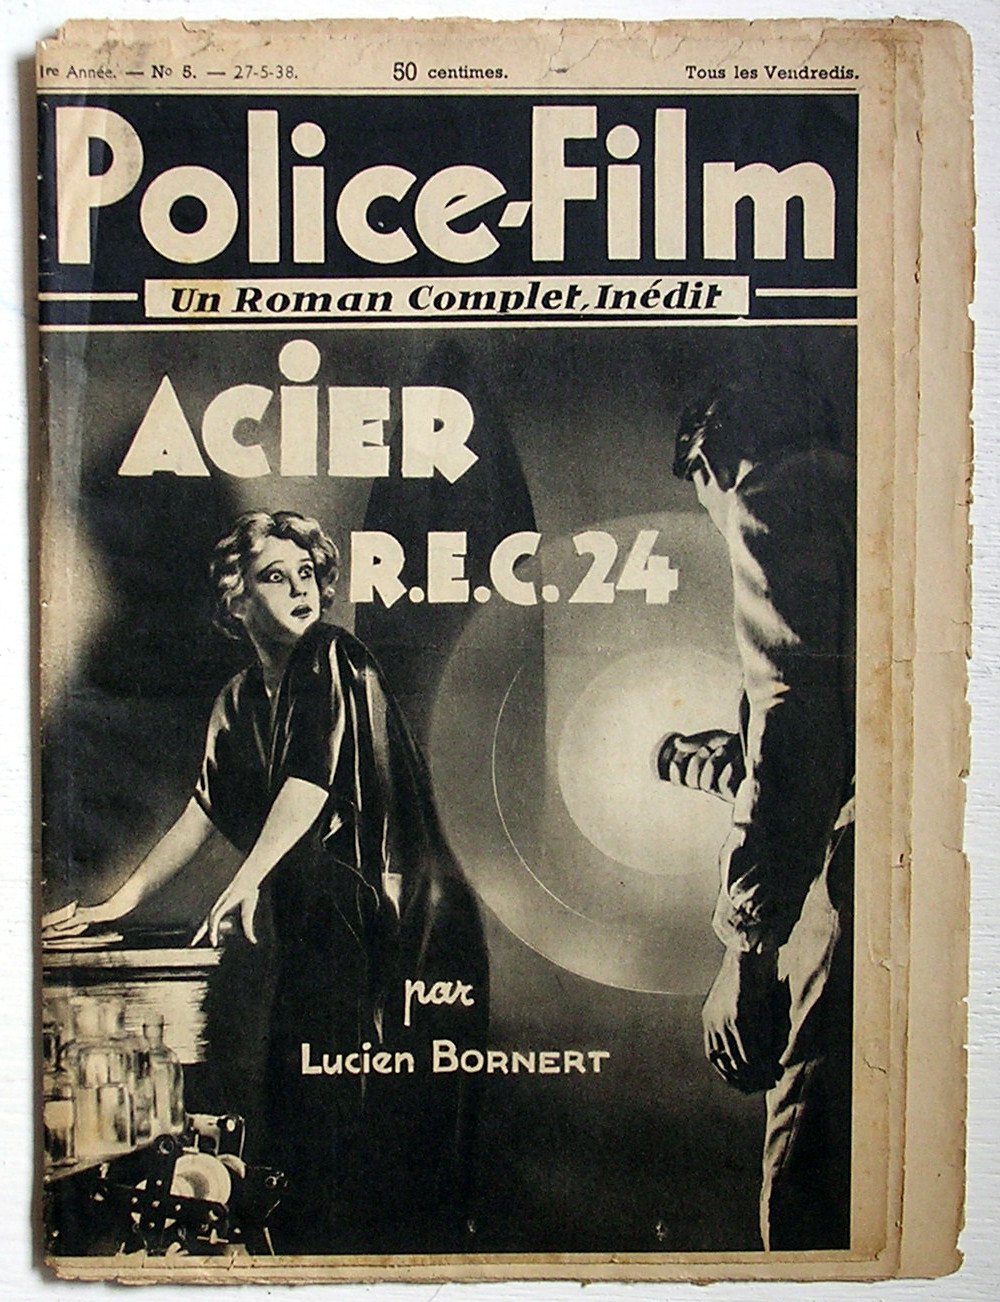 1re Année. — No 5. — 27-5-38. 50 centimes. Tous les Vendredis.
Police-Film
Un Roman Complet, Inédit
ACiER
R.E.C. 24
par
Lucien BORNERT